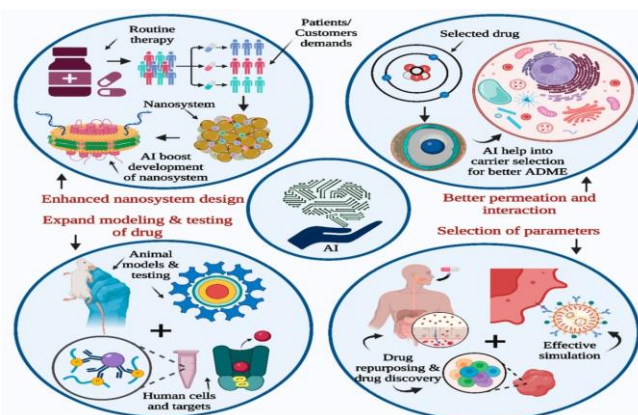 Routine
therapy
Patients/
Customers
demands
Nanosystem
AI boost
development
of nanosystem
Selected drug
AI help into
carrier selection
for better ADME
Enhanced nanosystem design
Expand modeling & testing
of drug
AI
Better permeation and
interaction
Selection of parameters
Animal
models &
testing
Human cells
and targets
Drug
repurposing &
drug discovery
Effective
simulation